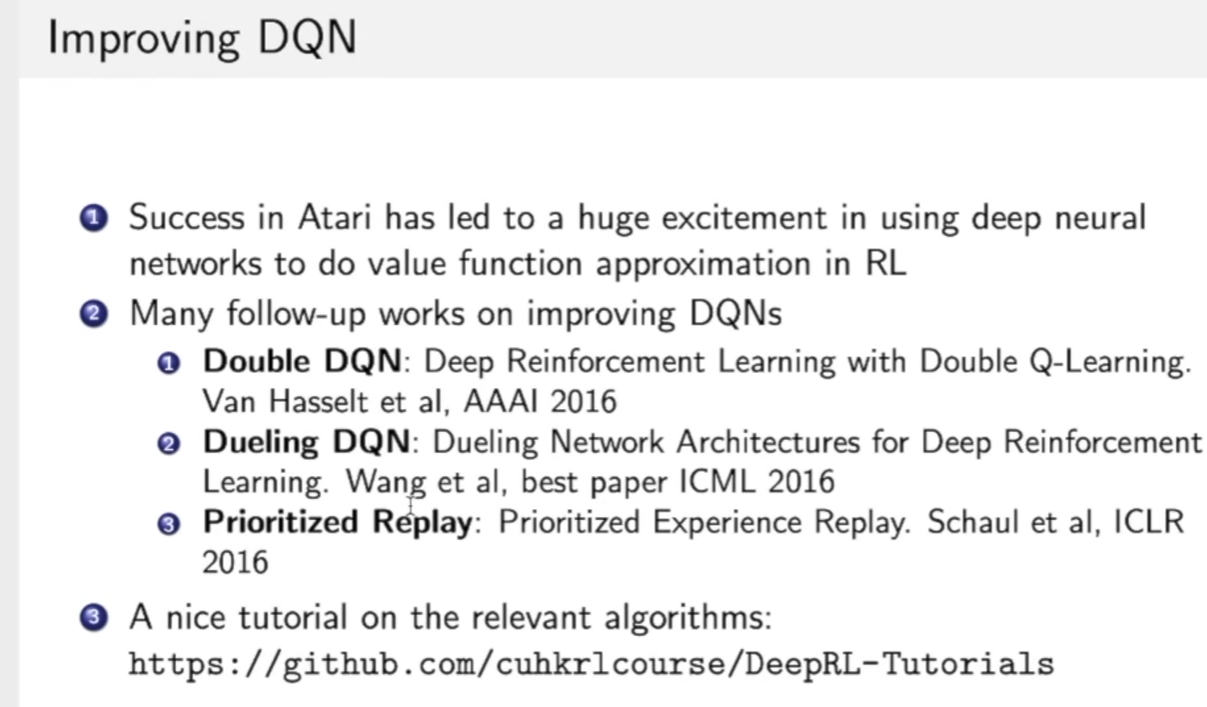 Improving DQN
1 Success in Atari has led to a huge excitement in using deep neural
networks to do value function approximation in RL
2 Many follow-up works on improving DQNs
1 Double DQN: Deep Reinforcement Learning with Double Q-Learning.
Van Hasselt et al, AAAI 2016
2 Dueling DQN: Dueling Network Architectures for Deep Reinforcement
Learning. Wang et al, best paper ICML 2016
3 Prioritized Replay: Prioritized Experience Replay. Schaul et al, ICLR
2016
3 A nice tutorial on the relevant algorithms:
https://github.com/cuhkrlcourse/DeepRL-Tutorials